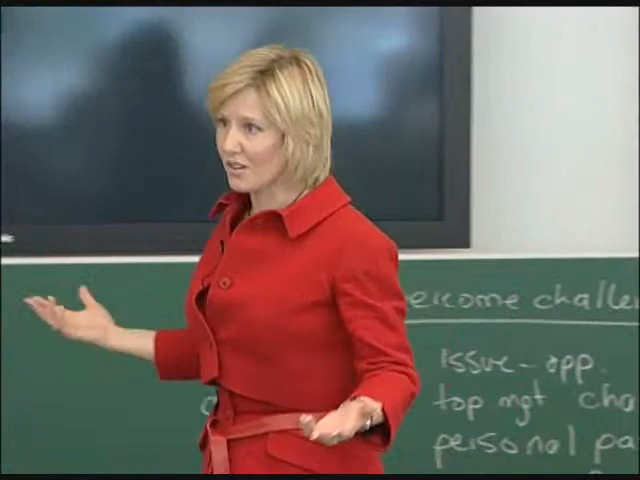 elcome challe
issue - opp.
top mgt cha
personal pa